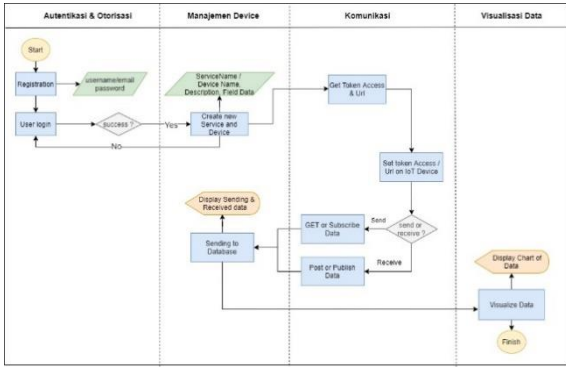 Autentikasi & Otorisasi
Manajemen Device
Komunikasi
Visualisasi Data
Start
Registration
username/email
password
User login
success ?
Yes
No
ServiceName /
Device Name,
Description, Field Data
Create new
Service and
Device
Get Token Access
& Url
Set token Access /
Url on IoT Device
send or
receive ?
Send
Receive
GET or Subscribe
Data
Post or Publish
Data
Display Sending &
Received data
Sending to
Database
Display Chart of
Data
Visualize Data
Finish